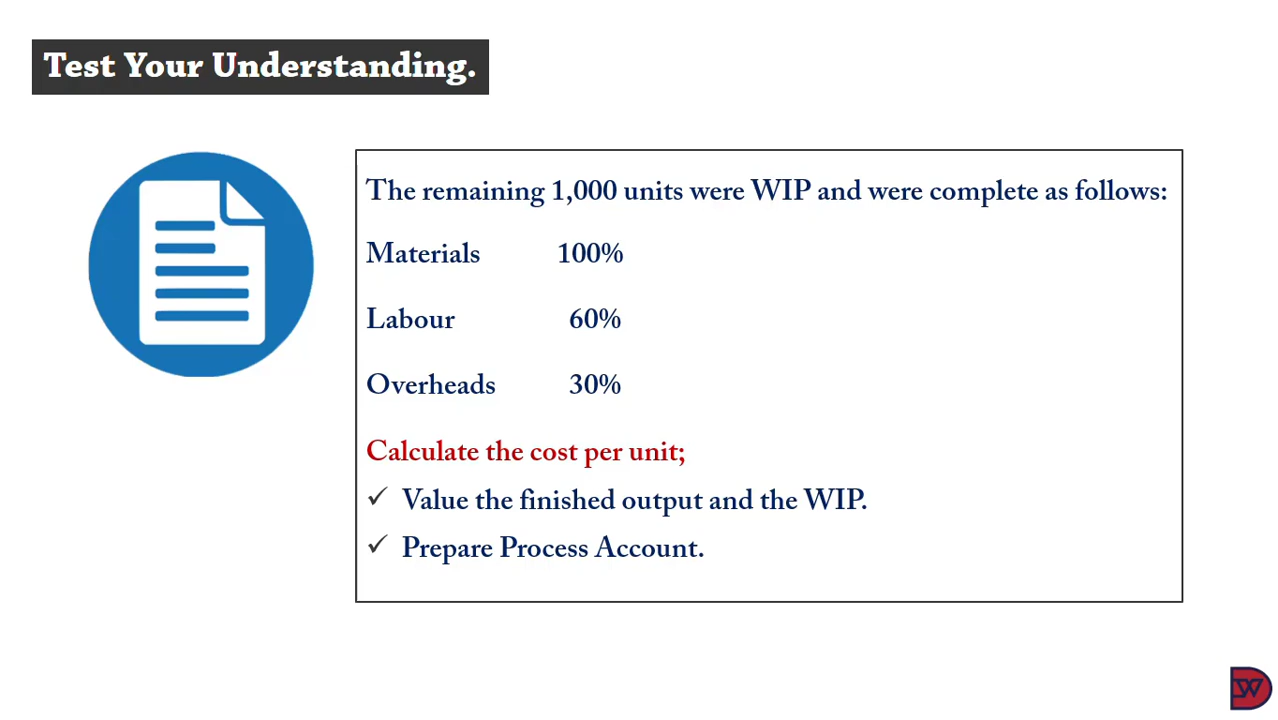 Test Your Understanding.
The remaining 1,000 units were WIP and were complete as follows:
Materials 100%
Labour 60%
Overheads 30%
Calculate the cost per unit;
✓ Value the finished output and the WIP.
✓ Prepare Process Account.
DW